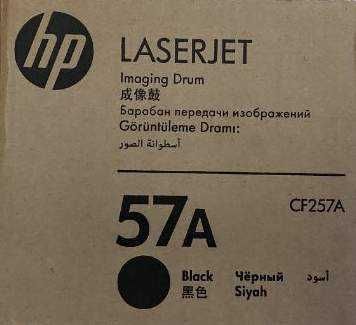 hp
LASERJET
Imaging Drum
成像鼓
Барабан передачи изображений
Görüntüleme Dramı:
أسطوانة الصور
57A
CF257A
Black Чёрный أسود
黑色 Siyah